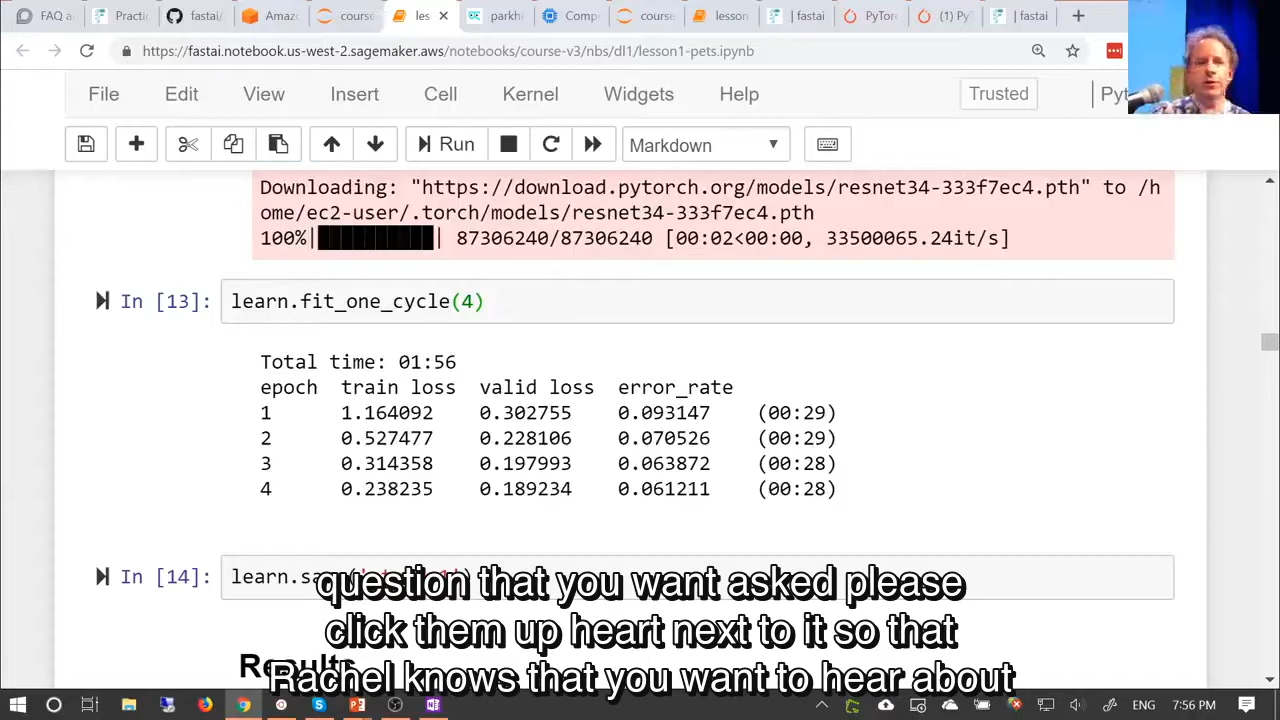 FAQ a
Practic
fastai/
Amaz
course
les
parkh
Comp
course
lesson
| fastai
PyTorc
(1) Py
| fastai
https://fastai.notebook.us-west-2.sagemaker.aws/notebooks/course-v3/nbs/dl1/lesson1-pets.ipynb
File Edit View Insert Cell Kernel Widgets Help Trusted Pyt
Run Markdown
Downloading: "https://download.pytorch.org/models/resnet34-333f7ec4.pth" to /h
ome/ec2-user/.torch/models/resnet34-333f7ec4.pth
100%|██████████| 87306240/87306240 [00:02<00:00, 33500065.24it/s]
In [13]: learn.fit_one_cycle(4)
Total time: 01:56
epoch train loss valid loss error_rate
1 1.164092 0.302755 0.093147 (00:29)
2 0.527477 0.228106 0.070526 (00:29)
3 0.314358 0.197993 0.063872 (00:28)
4 0.238235 0.189234 0.061211 (00:28)
In [14]: learn.sa
question that you want asked please
click them up heart next to it so that
Results
Rachel knows that you want to hear about
ENG 7:56 PM